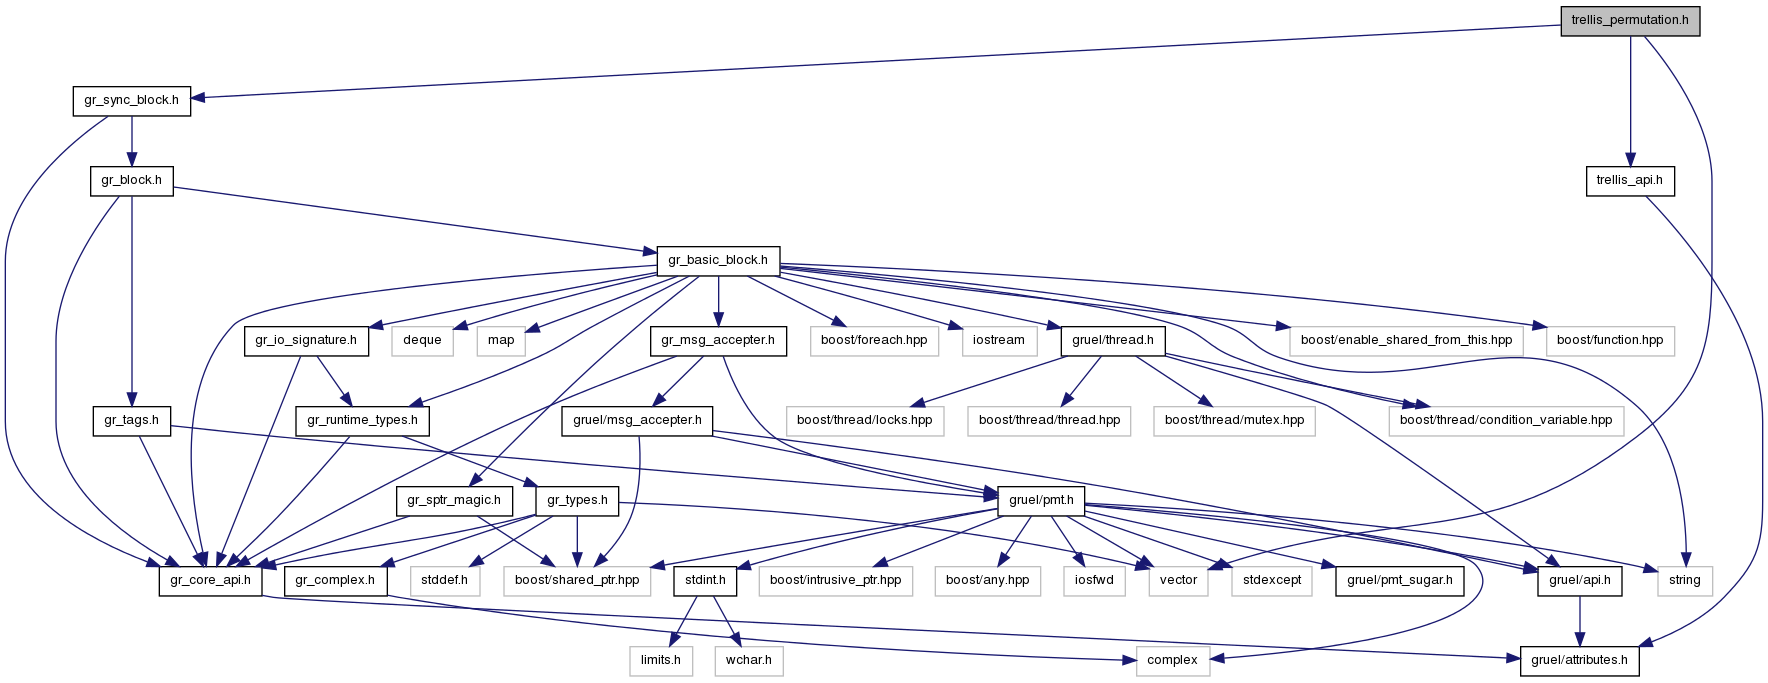 trellis_permutation.h
gr_sync_block.h
gr_block.h
trellis_api.h
gr_basic_block.h
gr_io_signature.h
deque
map
gr_msg_accepter.h
boost/foreach.hpp
iostream
gruel/thread.h
boost/enable_shared_from_this.hpp
boost/function.hpp
gr_tags.h
gr_runtime_types.h
gruel/msg_accepter.h
boost/thread/locks.hpp
boost/thread/thread.hpp
boost/thread/mutex.hpp
boost/thread/condition_variable.hpp
gr_sptr_magic.h
gr_types.h
gruel/pmt.h
gr_core_api.h
gr_complex.h
stddef.h
boost/shared_ptr.hpp
stdint.h
boost/intrusive_ptr.hpp
boost/any.hpp
iosfwd
vector
stdexcept
gruel/pmt_sugar.h
gruel/api.h
string
limits.h
wchar.h
complex
gruel/attributes.h